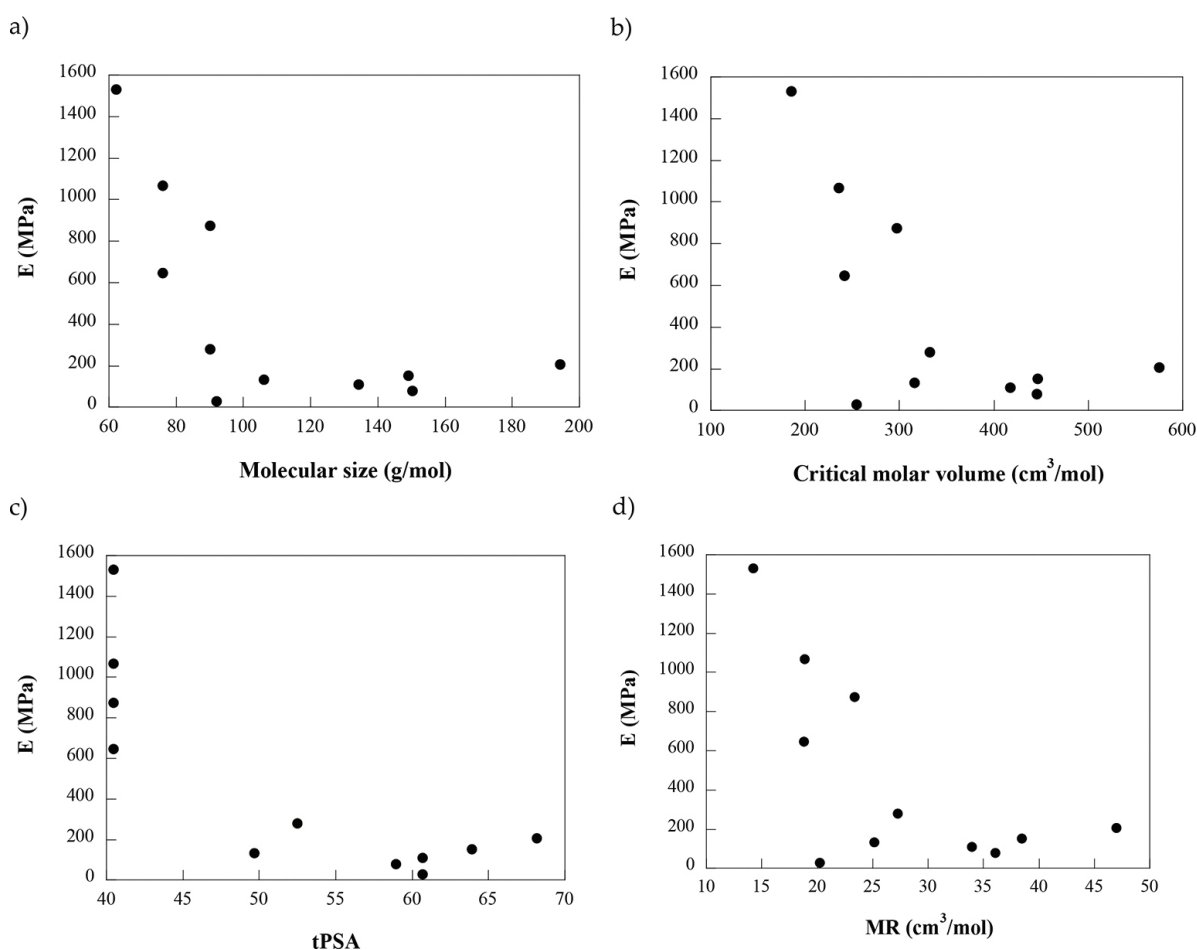 a)
1600
1400
1200
1000
800
600
400
200
0
E (MPa)
60 80 100 120 140 160 180 200
Molecular size (g/mol)
b)
1600
1400
1200
1000
800
600
400
200
0
E (MPa)
100 200 300 400 500 600
Critical molar volume (cm³/mol)
c)
1600
1400
1200
1000
800
600
400
200
0
E (MPa)
40 45 50 55 60 65 70
tPSA
d)
1600
1400
1200
1000
800
600
400
200
0
E (MPa)
10 15 20 25 30 35 40 45 50
MR (cm³/mol)